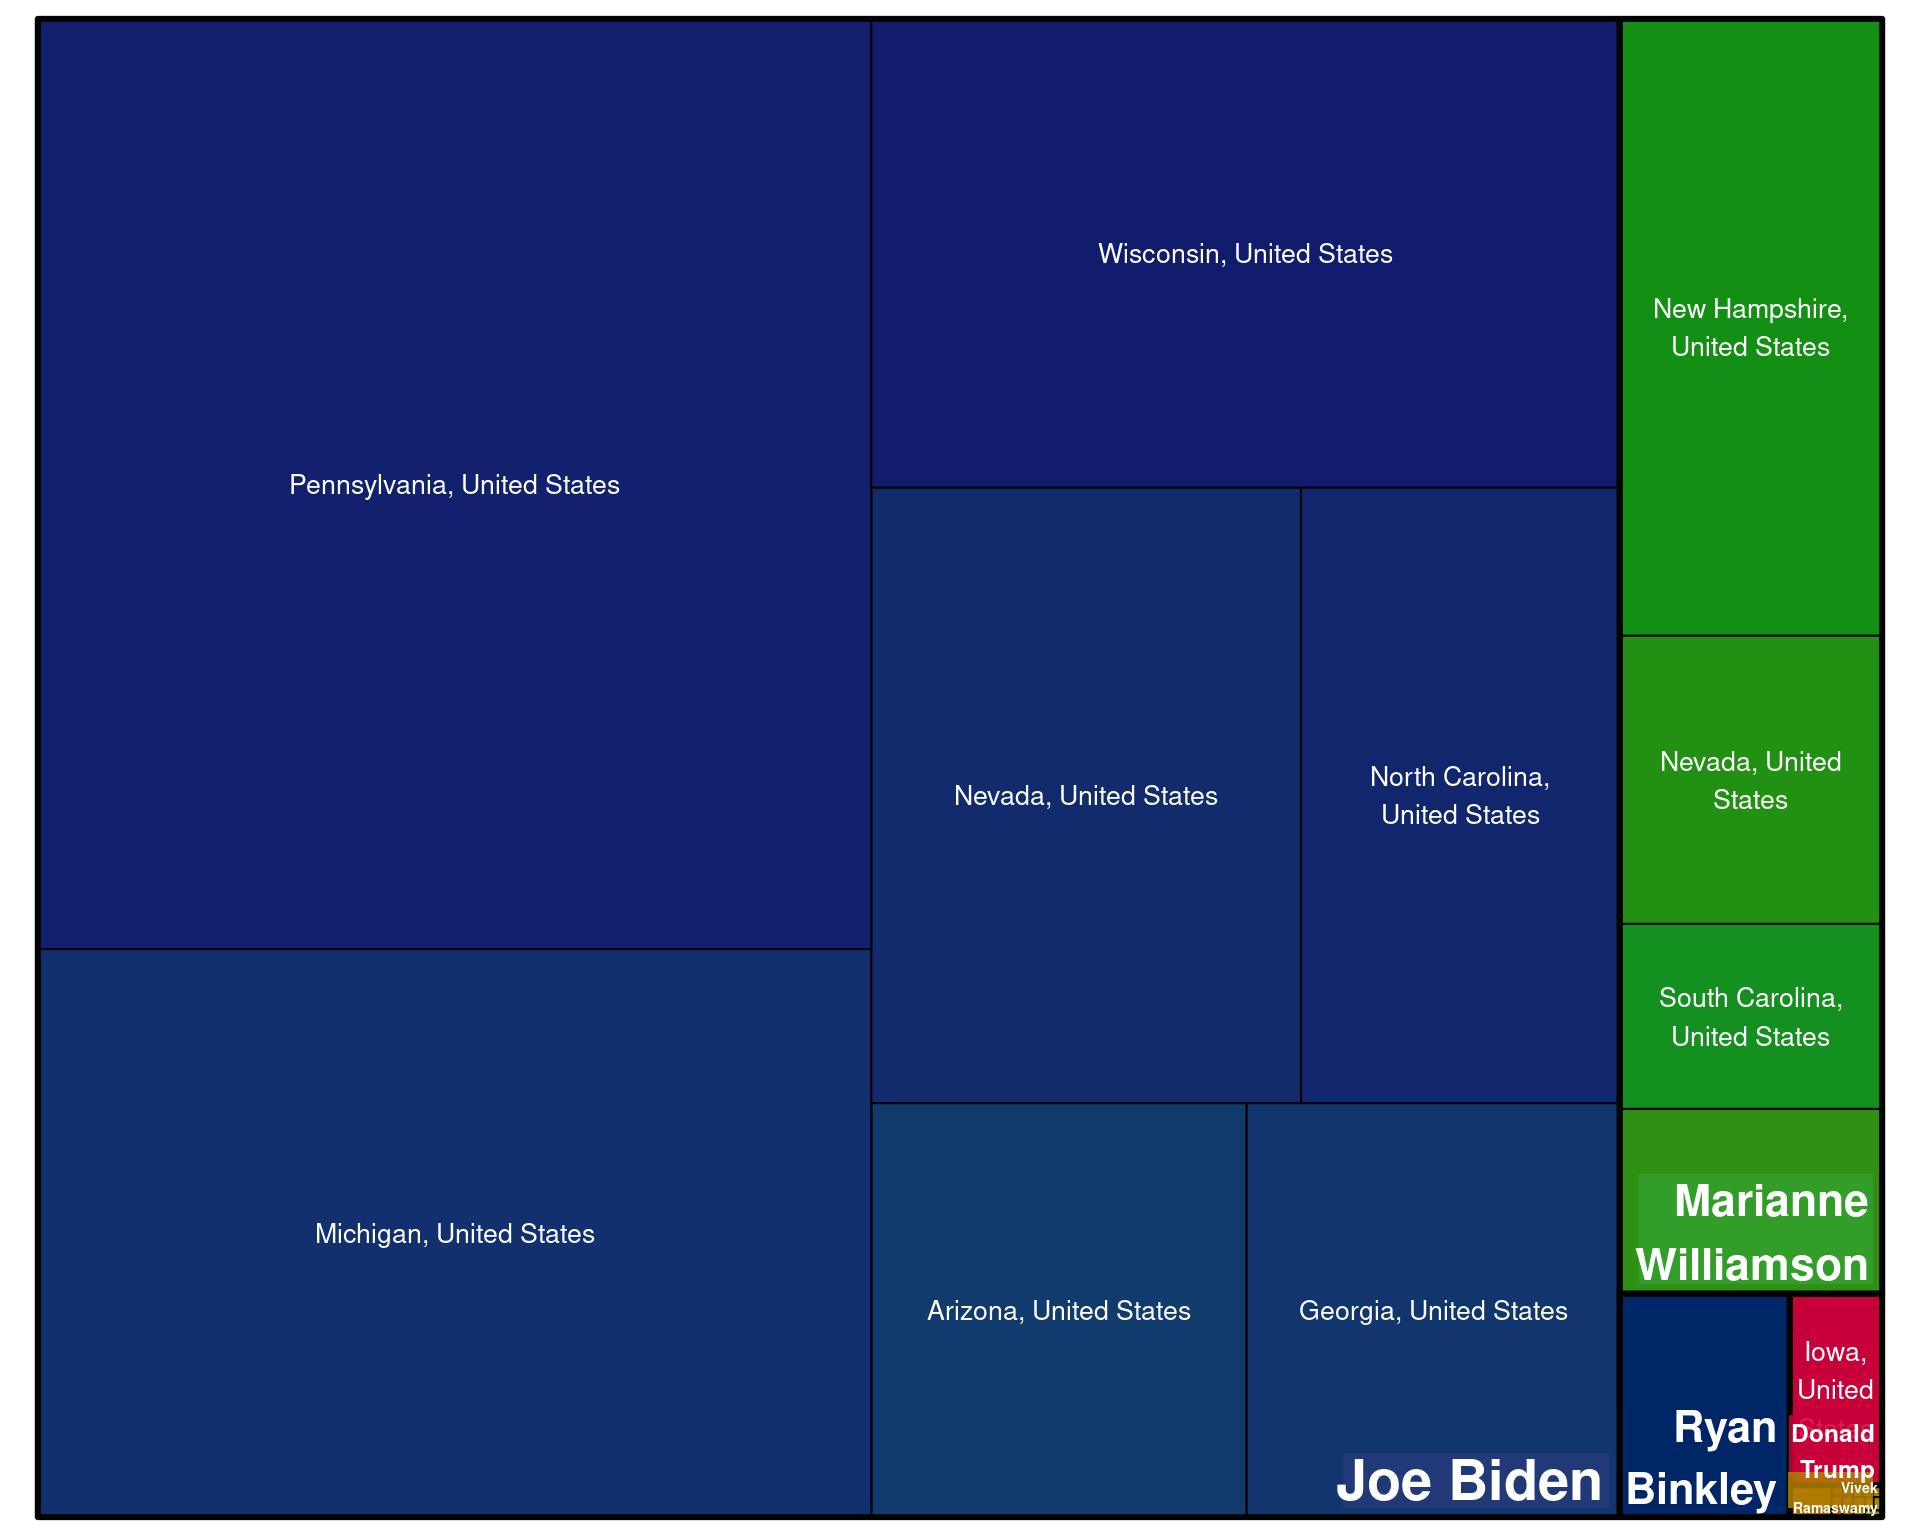 Pennsylvania, United States
Wisconsin, United States
New Hampshire,
United States
Nevada, United States
North Carolina,
United States
Nevada, United
States
South Carolina,
United States
Michigan, United States
Arizona, United States
Georgia, United States
Joe Biden
Marianne
Williamson
Ryan
Binkley
Iowa,
United
States
Donald
Trump
Vivek
Ramaswamy